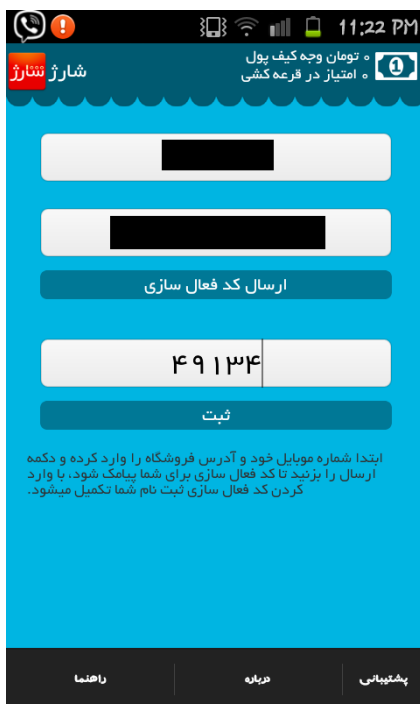 11:22 PM
۰ تومان وجه کیف پول
۰ امتیاز در قرعه کشی
1
شارژ شارژ
ارسال کد فعال سازی
۴۹۱۳۴
ثبت
ابتدا شماره موبایل خود و آدرس فروشگاه را وارد کرده و دکمه
ارسال را بزنید تا کد فعال سازی برای شما پیامک شود، با وارد
کردن کد فعال سازی ثبت نام شما تکمیل میشود.
پشتیبانی
درباره
راهنما